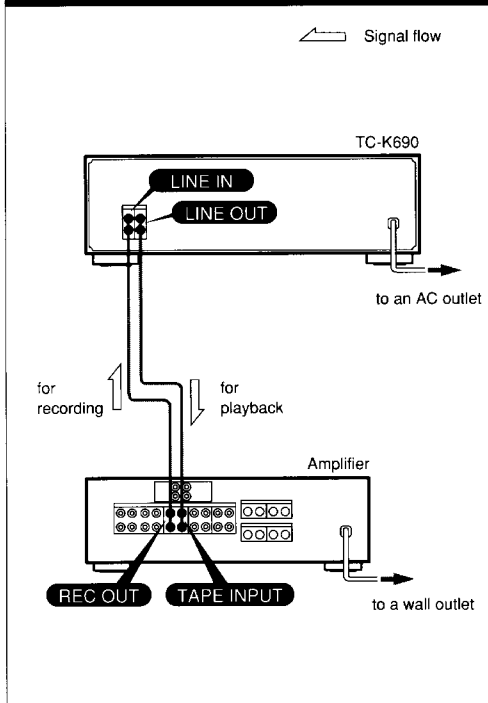 Signal flow
TC-K690
LINE IN
LINE OUT
to an AC outlet
for
recording
for
playback
Amplifier
REC OUT
TAPE INPUT
to a wall outlet